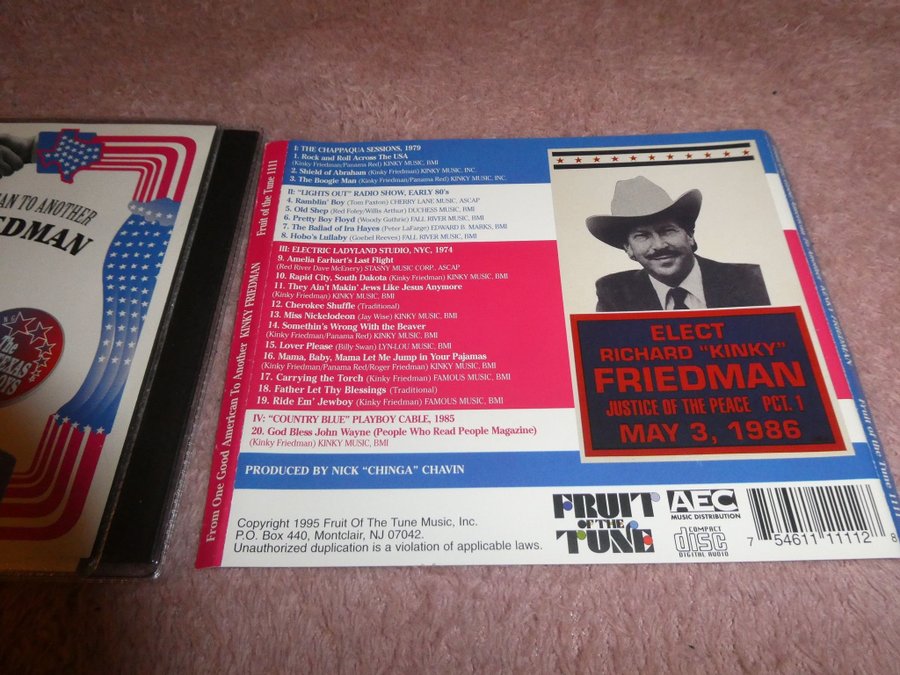 AN TO ANOTHER
EDMAN
The
TEXAS
OYS
From One Good American To Another KINKY FRIEDMAN Fruit of the Tune 1111
I: THE CHAPPAQUA SESSIONS, 1979
1. Rock and Roll Across The USA
(Kinky Friedman/Panama Red) KINKY MUSIC, BMI
2. Shield of Abraham (Kinky Friedman) KINKY MUSIC, INC
3. The Boogie Man (Kinky Friedman/Panama Red) KINKY MUSIC, INC.
II: "LIGHTS OUT" RADIO SHOW, EARLY 80's
4. Ramblin' Boy (Tom Paxton) CHERRY LANE MUSIC, ASCAP
5. Old Shep (Red Foley/Willis Arthur) DUCHESS MUSIC, BMI
6. Pretty Boy Floyd (Woody Guthrie) FALL RIVER MUSIC, BMI
7. The Ballad of Ira Hayes (Peter LaFarge) EDWARD B. MARKS, BMI
8. Hobo's Lullaby (Goebel Reeves) FALL RIVER MUSIC, BMI
III: ELECTRIC LADYLAND STUDIO, NYC, 1974
9. Amelia Earhart's Last Flight
(Red River Dave McEnery) STASNY MUSIC CORP., ASCAP
10. Rapid City, South Dakota (Kinky Friedman) KINKY MUSIC, BMI
11. They Ain't Makin' Jews Like Jesus Anymore
(Kinky Friedman) KINKY MUSIC, BMI
12. Cherokee Shuffle (Traditional)
13. Miss Nickelodeon (Jay Wise) KINKY MUSIC, BMI
14. Somethin's Wrong With the Beaver
(Kinky Friedman/Panama Red) KINKY MUSIC, BMI
15. Lover Please (Billy Swan) LYN-LOU MUSIC, BMI
16. Mama, Baby, Mama Let Me Jump in Your Pajamas
(Kinky Friedman/Panama Red/Roger Friedman) KINKY MUSIC, BMI
17. Carrying the Torch (Kinky Friedman) FAMOUS MUSIC, BMI
18. Father Let Thy Blessings (Traditional)
19. Ride Em' Jewboy (Kinky Friedman) FAMOUS MUSIC, BMI
IV: "COUNTRY BLUE" PLAYBOY CABLE, 1985
20. God Bless John Wayne (People Who Read People Magazine)
(Kinky Friedman) KINKY MUSIC, BMI
PRODUCED BY NICK "CHINGA" CHAVIN
Copyright 1995 Fruit Of The Tune Music, Inc.
P.O. Box 440, Montclair, NJ 07042.
Unauthorized duplication is a violation of applicable laws.
ELECT
RICHARD "KINKY"
FRIEDMAN
JUSTICE OF THE PEACE PCT. 1
MAY 3, 1986
FRUIT
OF THE
TUNE
AEC
MUSIC DISTRIBUTION
COMPACT
disc
DIGITAL AUDIO
7 54611 11112 8
Fruit of the Tune 1111